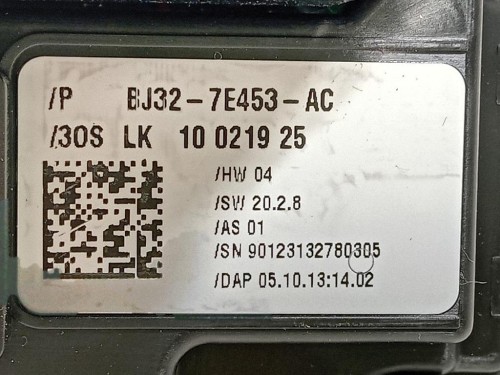 /P BJ32-7E453-AC
/30S LK 10 0219 25
/HW 04
/SW 20.2.8
/AS 01
/SN 90123132780305
/DAP 05.10.13:14.02